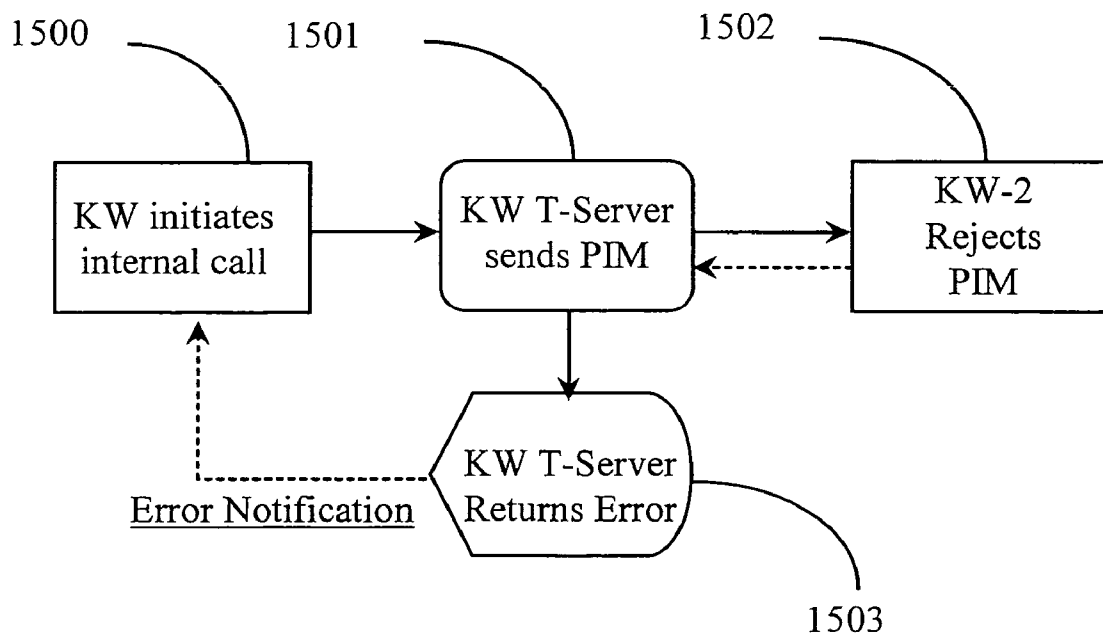 1500
1501
1502
KW initiates
internal call
KW T-Server
sends PIM
KW-2
Rejects
PIM
KW T-Server
Returns Error
Error Notification
1503